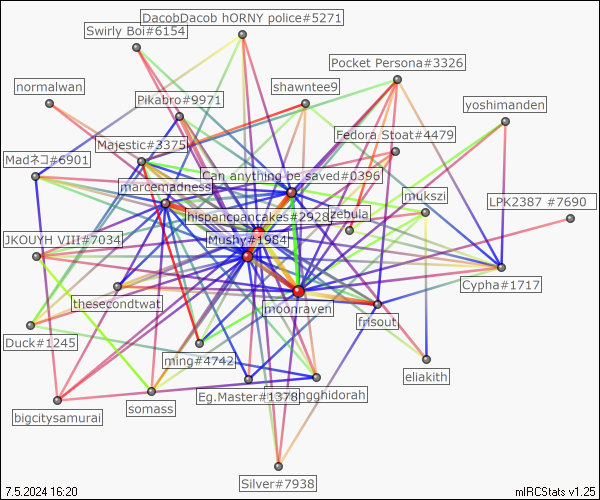 DacobDacob hORNY police#5271
Swirly Boi#6154
Pocket Persona#3326
normalwan
shawntee9
Pikabro#9971
yoshimanden
Fedora Stoat#4479
Majestic#3375
Madネコ#6901
Can anything be saved#0396
marcemadness
mukszi
LPK2387 #7690
hispancpancakes#2928
zebula
JKOUYH VIII#7034
Mushy#1984
Cypha#1717
thesecondtwat
moonraven
frisout
Duck#1245
ming#4742
eliakith
Eg.Master#1378
ngghidorah
somass
bigcitysamurai
Silver#7938
7.5.2024 16:20
mIRCStats v1.25